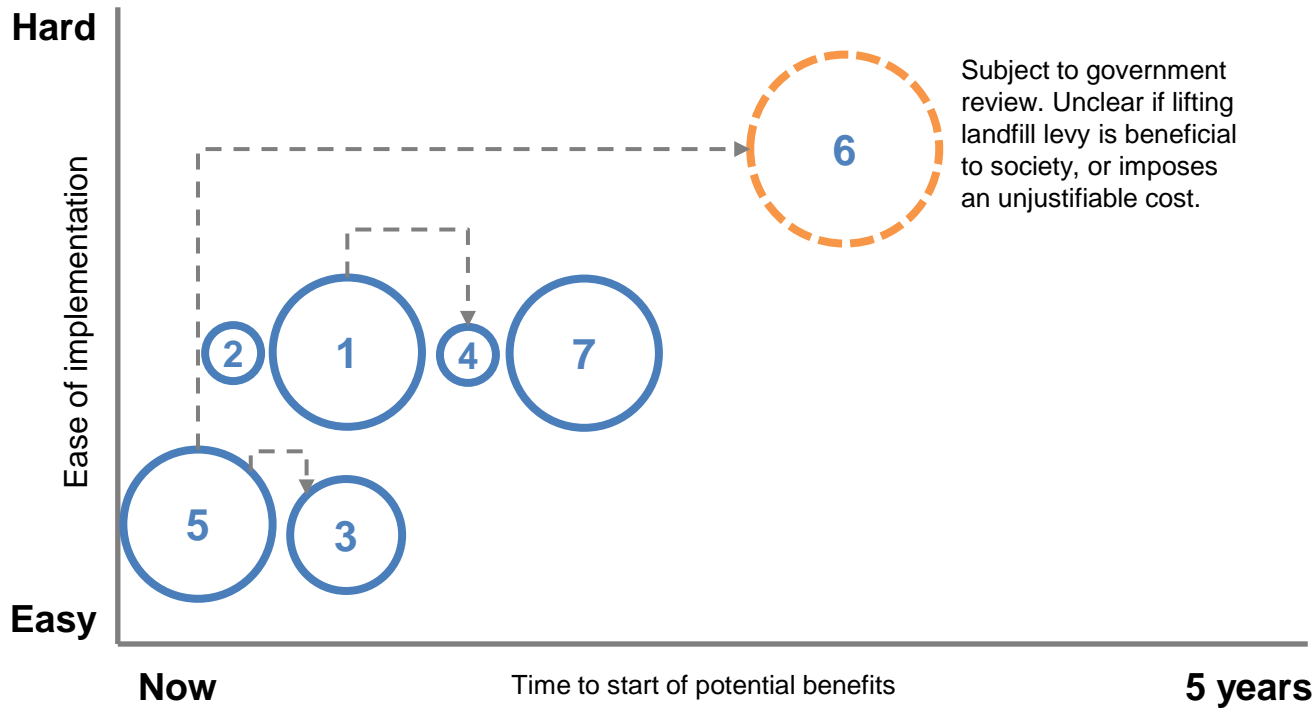 Hard
Subject to government
review. Unclear if lifting
landfill levy is beneficial
to society, or imposes
an unjustifiable cost.
6
Ease of implementation
2
1
4
7
5
3
Easy
Now
Time to start of potential benefits
5 years